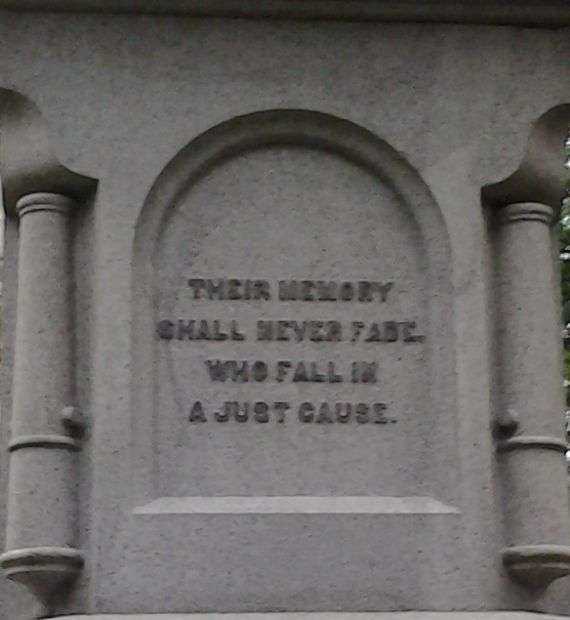 THEIR MEMORY
SHALL NEVER FADE,
WHO FALL IN
A JUST CAUSE.